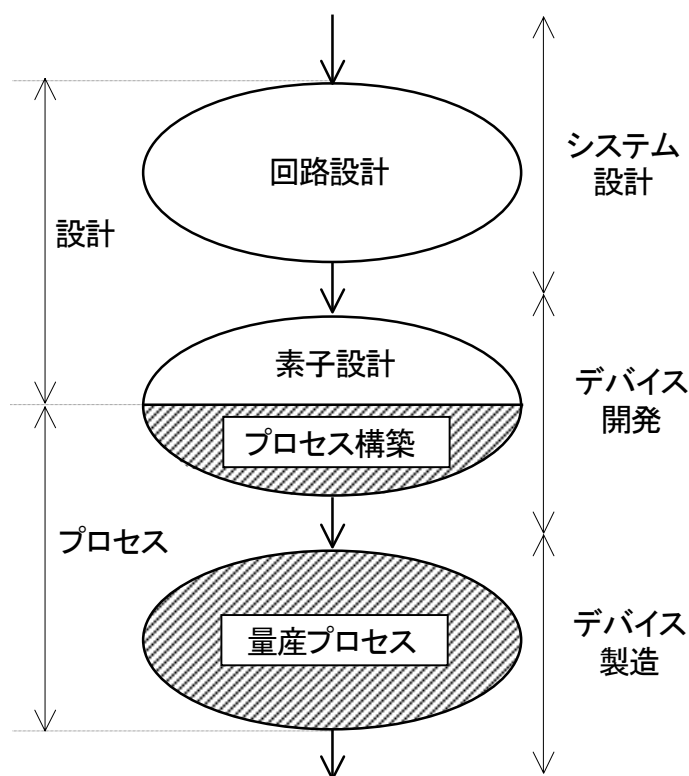 回路設計
システム
設計
設計
素子設計
デバイス
開発
プロセス構築
プロセス
量産プロセス
デバイス
製造